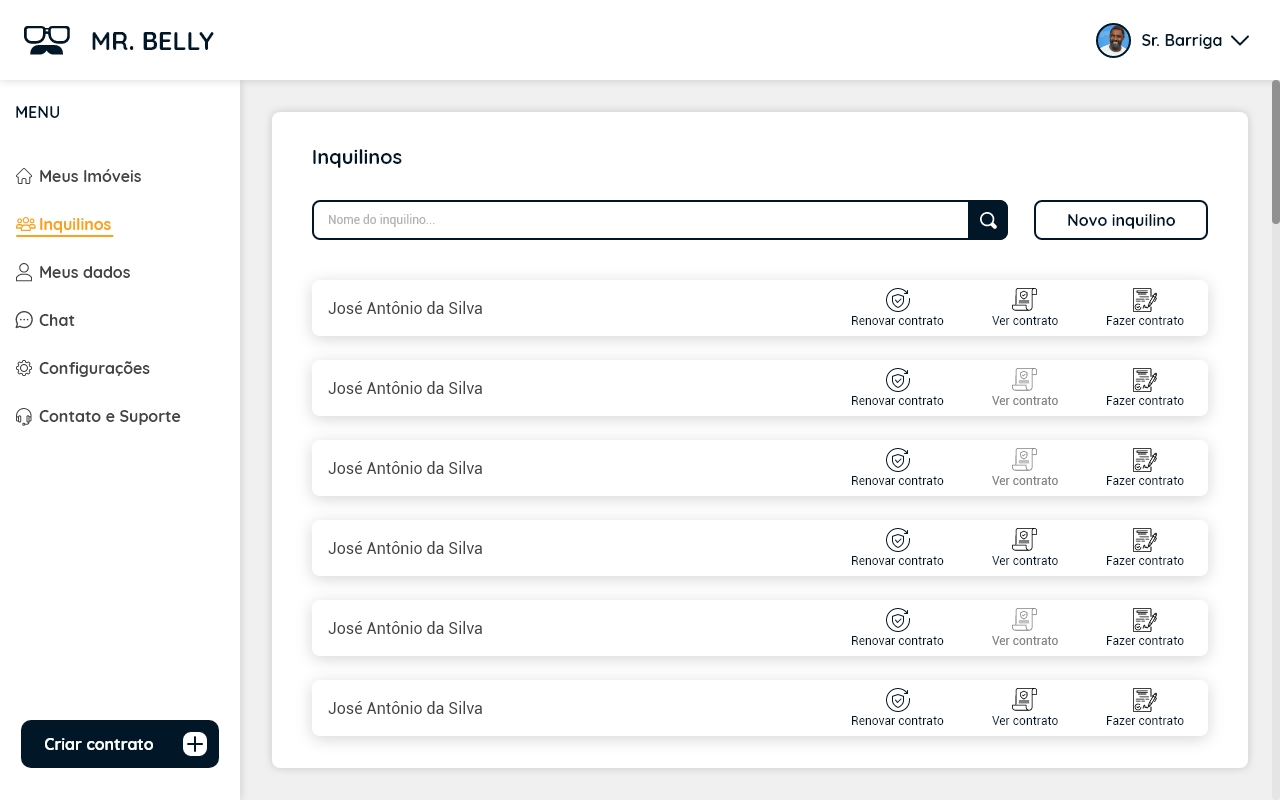 MR. BELLY
Sr. Barriga
MENU
Meus Imóveis
Inquilinos
Meus dados
Chat
Configurações
Contato e Suporte
Criar contrato
Inquilinos
Nome do inquilino...
Novo inquilino
José Antônio da Silva Renovar contrato Ver contrato Fazer contrato
José Antônio da Silva Renovar contrato Ver contrato Fazer contrato
José Antônio da Silva Renovar contrato Ver contrato Fazer contrato
José Antônio da Silva Renovar contrato Ver contrato Fazer contrato
José Antônio da Silva Renovar contrato Ver contrato Fazer contrato
José Antônio da Silva Renovar contrato Ver contrato Fazer contrato